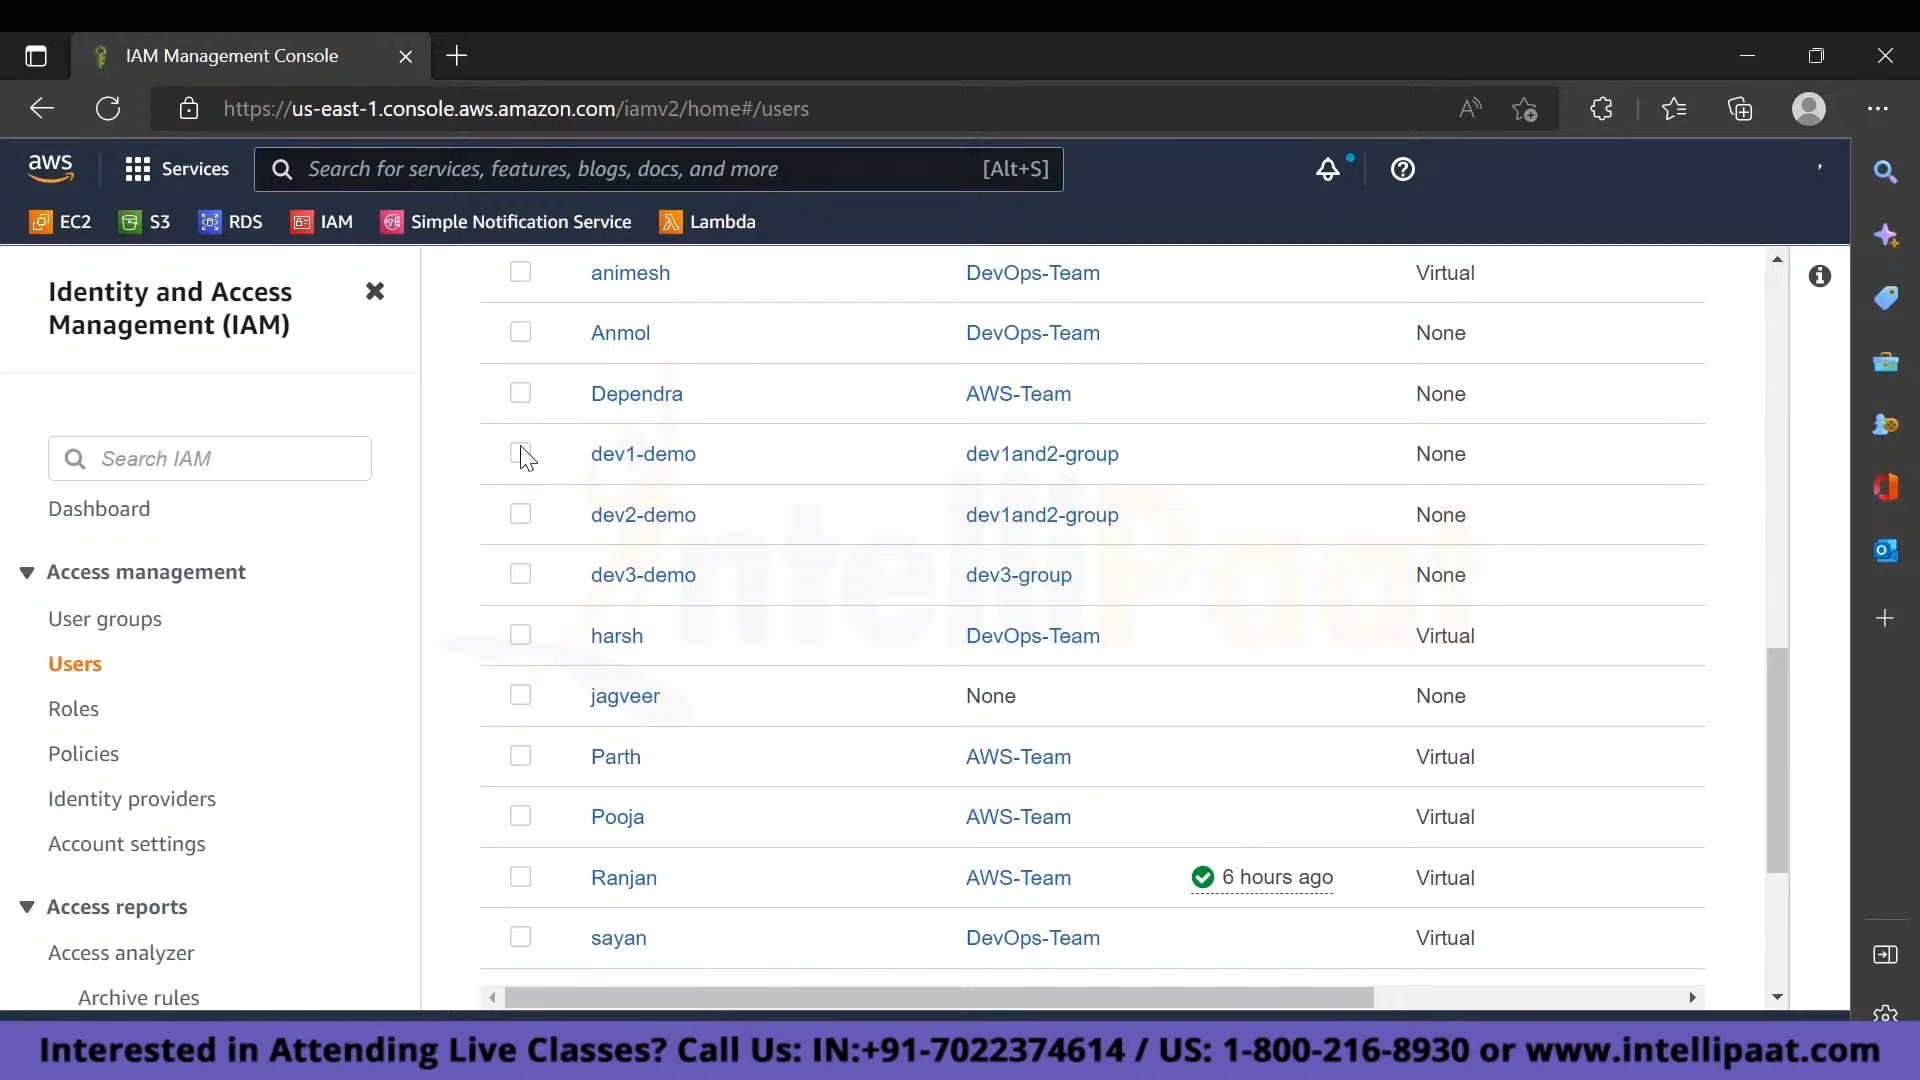 IAM Management Console
https://us-east-1.console.aws.amazon.com/iamv2/home#/users
aws
Services
Search for services, features, blogs, docs, and more
[Alt+S]
EC2 S3 RDS IAM Simple Notification Service Lambda
Identity and Access
Management (IAM)
Search IAM
Dashboard
Access management
User groups
Users
Roles
Policies
Identity providers
Account settings
Access reports
Access analyzer
Archive rules
animesh DevOps-Team Virtual
Anmol DevOps-Team None
Dependra AWS-Team None
dev1-demo dev1and2-group None
dev2-demo dev1and2-group None
dev3-demo dev3-group None
harsh DevOps-Team Virtual
jagveer None None
Parth AWS-Team Virtual
Pooja AWS-Team Virtual
Ranjan AWS-Team 6 hours ago Virtual
sayan DevOps-Team Virtual
IntelliPaat
Interested in Attending Live Classes? Call Us: IN:+91-7022374614 / US: 1-800-216-8930 or www.intellipaat.com